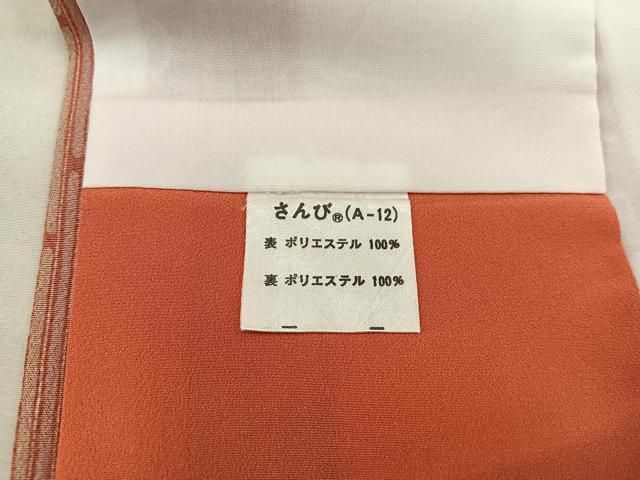 さんび®(A-12)
表 ポリエステル 100%
裏 ポリエステル 100%